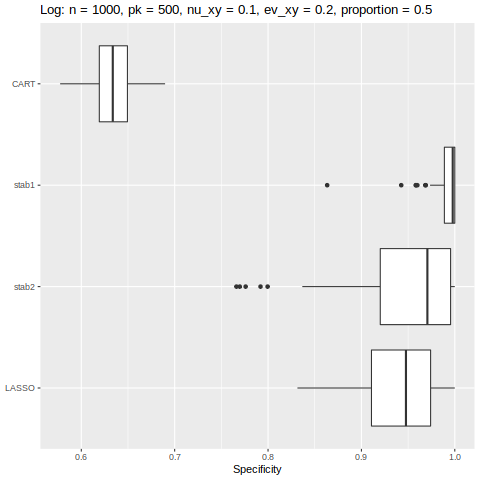 Log: n = 1000, pk = 500, nu_xy = 0.1, ev_xy = 0.2, proportion = 0.5
CART
stab1
stab2
LASSO
0.6 0.7 0.8 0.9 1.0
Specificity